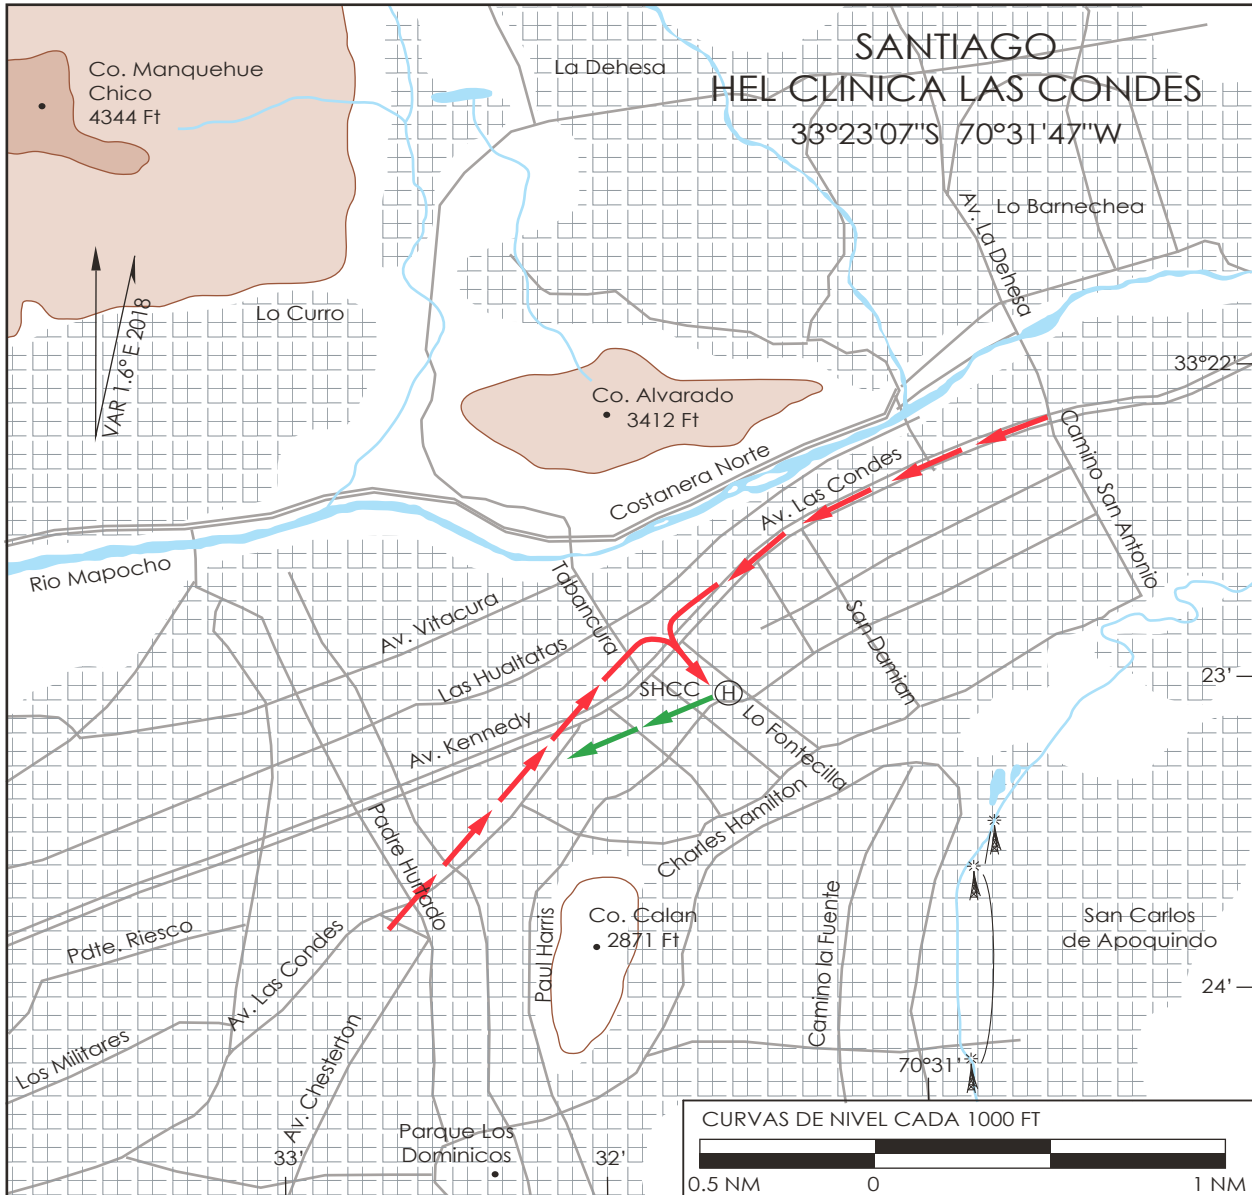 SANTIAGO
HEL CLINICA LAS CONDES
33°23'07"S 70°31'47"W
Co. Manquehue
Chico
4344 Ft
La Dehesa
Lo Barnechea
Av. La Dehesa
VAR 1.6° E 2018
Lo Curro
33°22'
Co. Alvarado
3412 Ft
Costanera Norte
Av. Las Condes
Camino San Antonio
Rio Mapocho
Tabancura
Av. Vitacura
Las Hualtatas
San Damian
23'
SHCC
H
Av. Kennedy
Lo Fontecilla
Padre Hurtado
Charles Hamilton
Pdte. Riesco
Av. Las Condes
Paul Harris
Co. Calan
2871 Ft
Camino la Fuente
San Carlos
de Apoquindo
24'
Los Militares
Av. Chesterton
70°31'
Parque Los
Dominicos
33'
32'
CURVAS DE NIVEL CADA 1000 FT
0.5 NM 0 1 NM